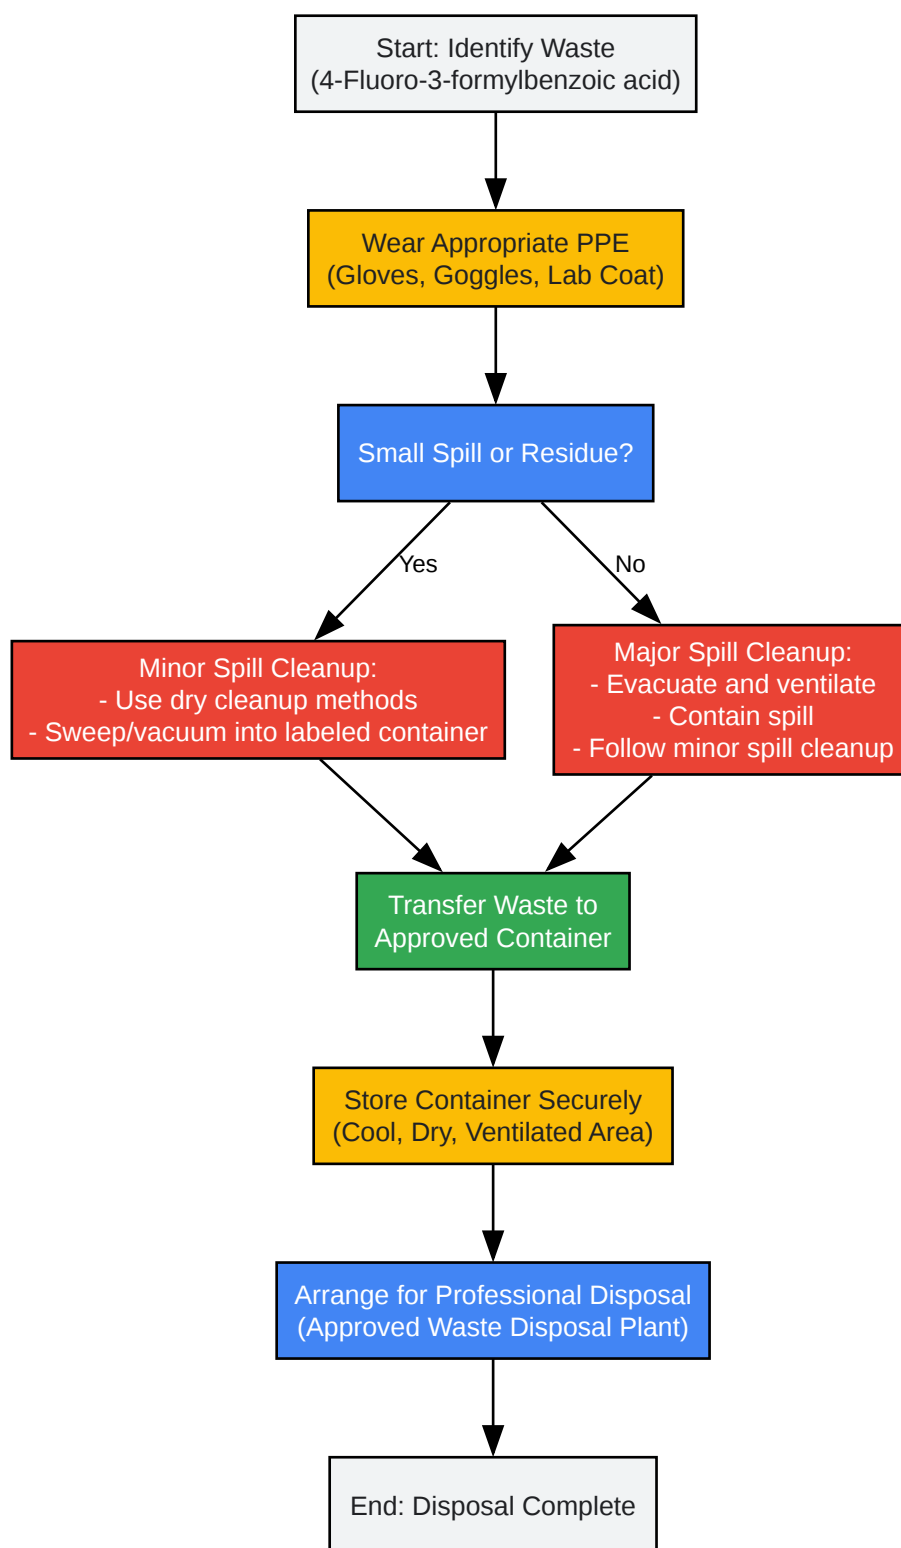 Start: Identify Waste
(4-Fluoro-3-formylbenzoic acid)
Wear Appropriate PPE
(Gloves, Goggles, Lab Coat)
Small Spill or Residue?
Yes
No
Minor Spill Cleanup:
- Use dry cleanup methods
- Sweep/vacuum into labeled container
Major Spill Cleanup:
- Evacuate and ventilate
- Contain spill
- Follow minor spill cleanup
Transfer Waste to
Approved Container
Store Container Securely
(Cool, Dry, Ventilated Area)
Arrange for Professional Disposal
(Approved Waste Disposal Plant)
End: Disposal Complete